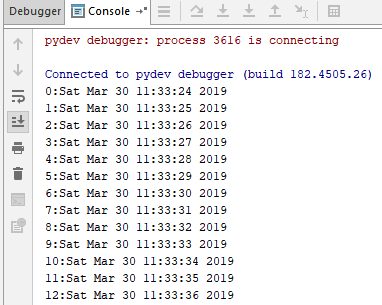 Debugger Console
pydev debugger: process 3616 is connecting
Connected to pydev debugger (build 182.4505.26)
0:Sat Mar 30 11:33:24 2019
1:Sat Mar 30 11:33:25 2019
2:Sat Mar 30 11:33:26 2019
3:Sat Mar 30 11:33:27 2019
4:Sat Mar 30 11:33:28 2019
5:Sat Mar 30 11:33:29 2019
6:Sat Mar 30 11:33:30 2019
7:Sat Mar 30 11:33:31 2019
8:Sat Mar 30 11:33:32 2019
9:Sat Mar 30 11:33:33 2019
10:Sat Mar 30 11:33:34 2019
11:Sat Mar 30 11:33:35 2019
12:Sat Mar 30 11:33:36 2019